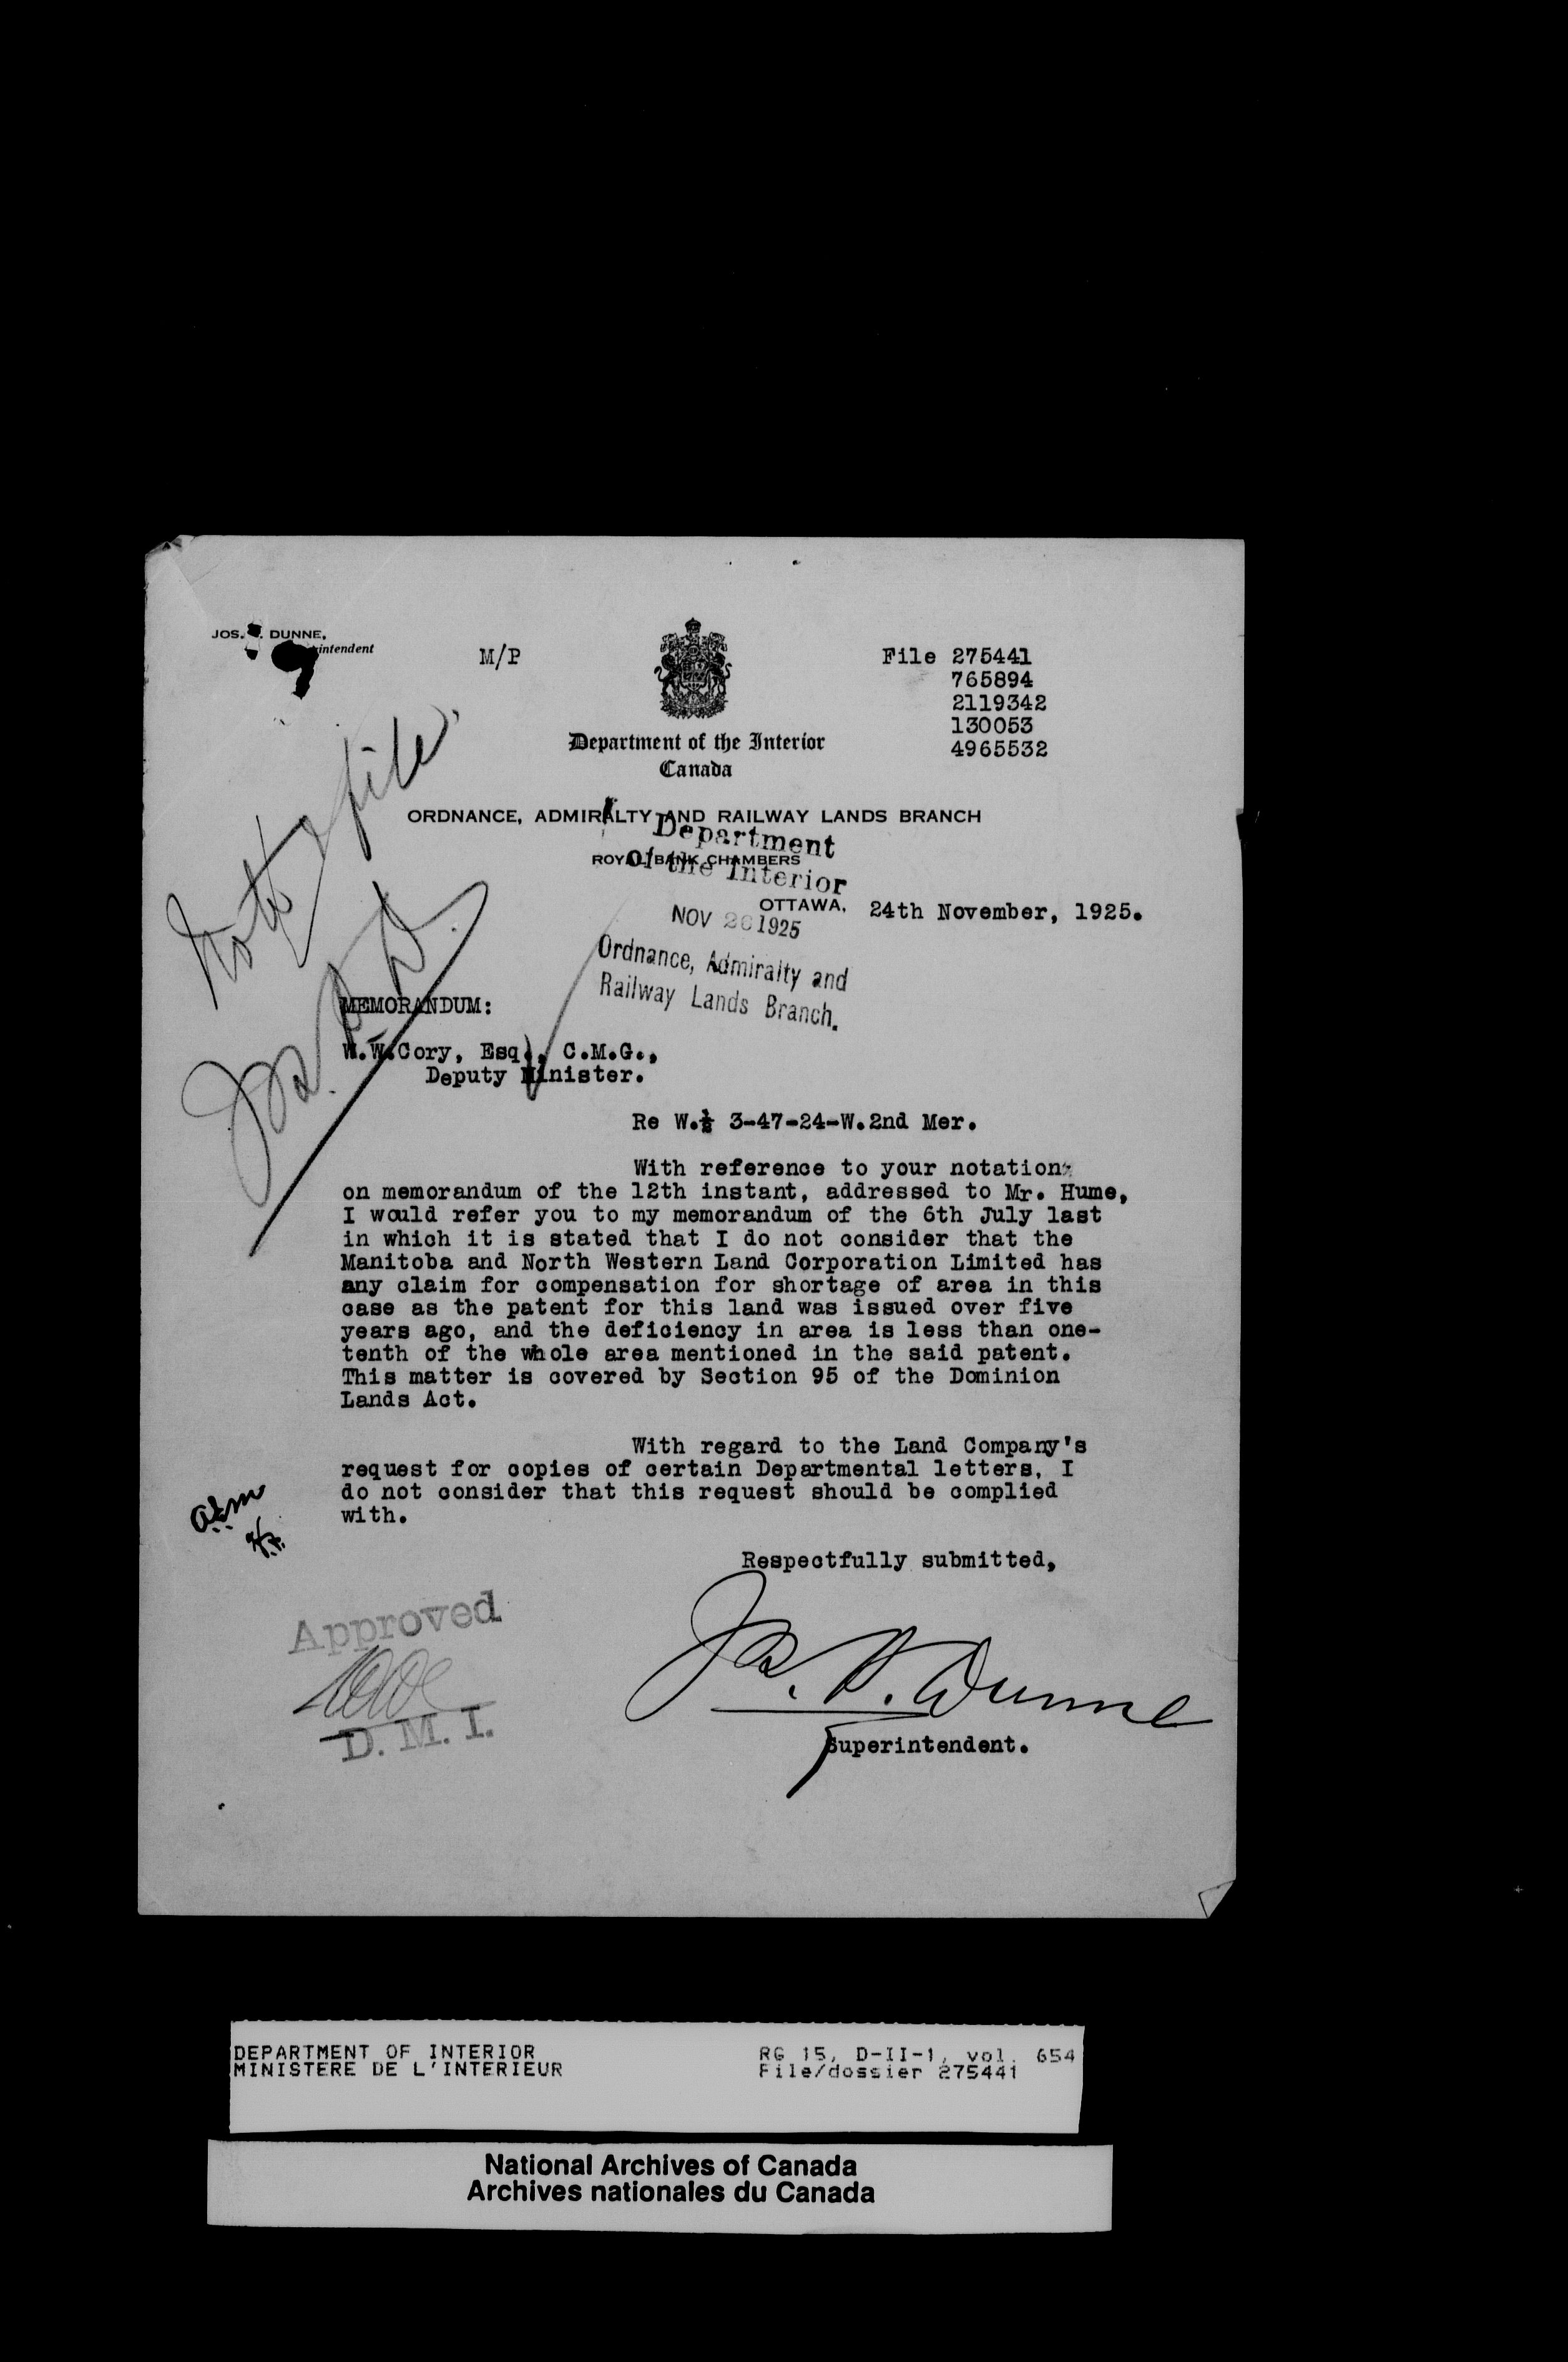 JOS. DUNNE,
M/P
File 275441
765894
2119342
130053
4965532
Department of the Interior
Canada
ORDNANCE, ADMIRALTY AND RAILWAY LANDS BRANCH
ROYAL BANK CHAMBERS
Department
of the Interior
NOV 1925
Ordnance, Admiralty and
Railway Lands Branch.
OTTAWA, 24th November, 1925.
Note & file.
Jos. P. D.
MEMORANDUM:
W.W.Cory, Esq., C.M.G.,
Deputy Minister.
Re W.½ 3-47-24-W.2nd Mer.
With reference to your notation
on memorandum of the 12th instant, addressed to Mr. Hume,
I would refer you to my memorandum of the 6th July last
in which it is stated that I do not consider that the
Manitoba and North Western Land Corporation Limited has
any claim for compensation for shortage of area in this
case as the patent for this land was issued over five
years ago, and the deficiency in area is less than one-
tenth of the whole area mentioned in the said patent.
This matter is covered by Section 95 of the Dominion
Lands Act.
With regard to the Land Company's
request for copies of certain Departmental letters, I
do not consider that this request should be complied
with.
Respectfully submitted,
Jos. P. Dunne
Superintendent.
Approved
D. M. I.
DEPARTMENT OF INTERIOR
MINISTERE DE L'INTERIEUR
RG 15, D-II-1, vol. 654
File/dossier 275441
National Archives of Canada
Archives nationales du Canada